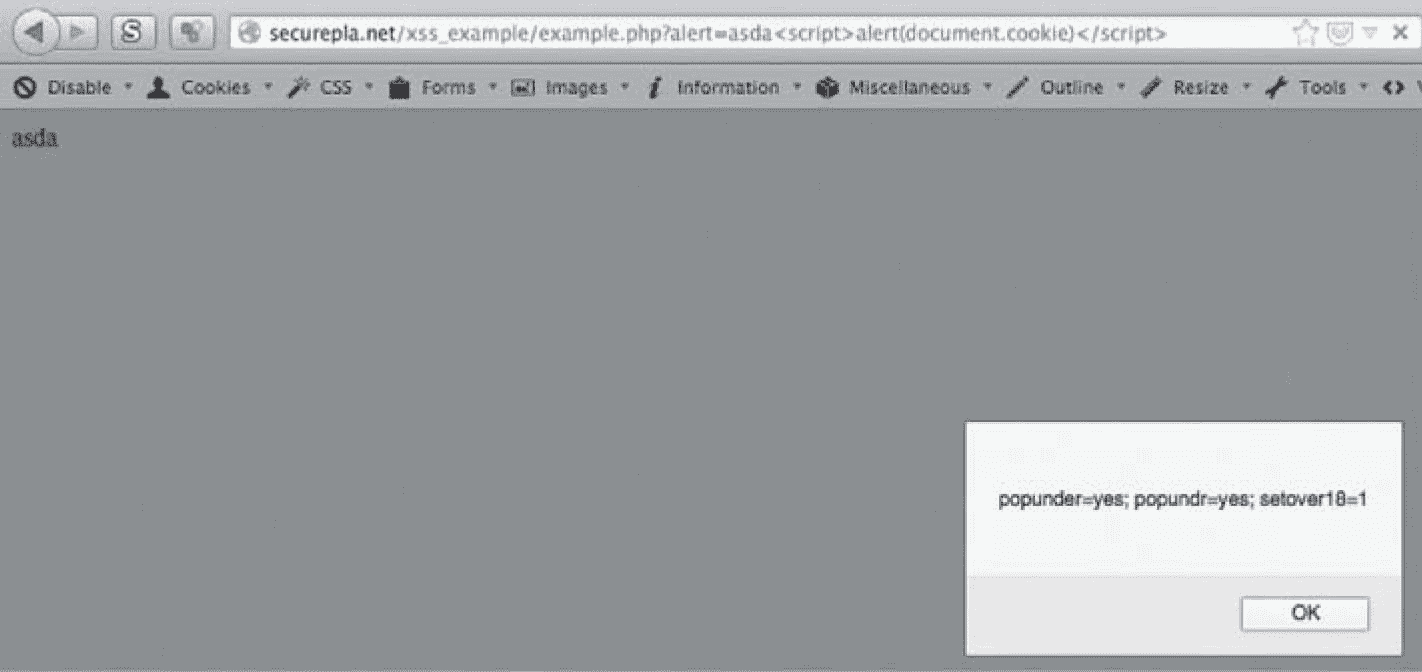 S securepla.net/xss_example/example.php?alert=asda<script>alert(document.cookie)</script>
Disable Cookies CSS Forms Images Information Miscellaneous Outline Resize Tools
asda
popunder=yes; popundr=yes; setover18=1
OK